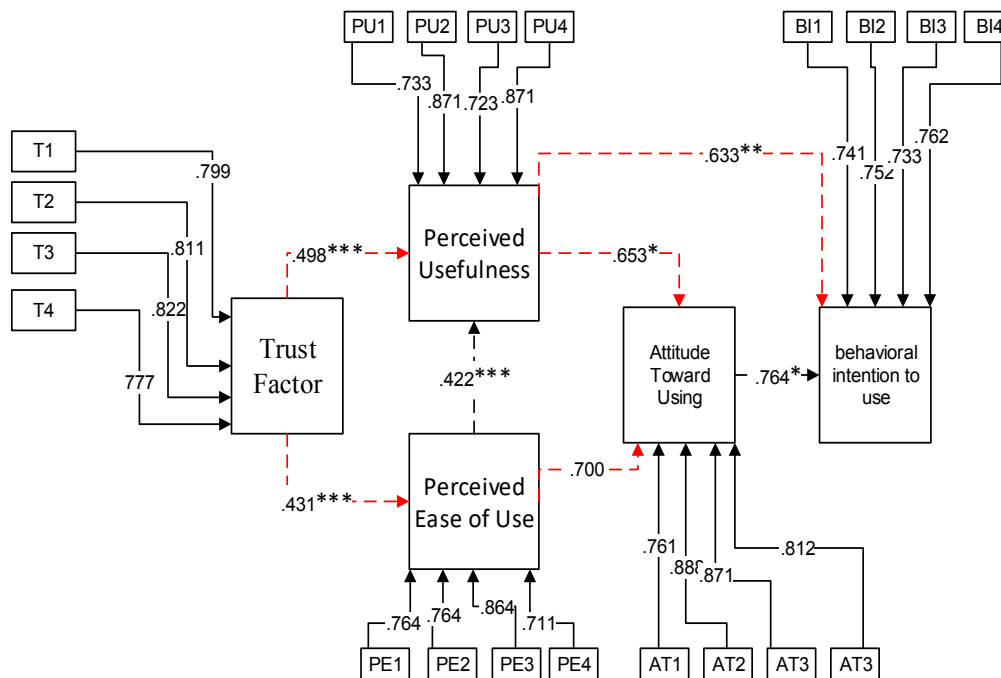 PU1
PU2
PU3
PU4
BI1
BI2
BI3
BI4
.733
.871
.723
.871
.741
.752
.733
.762
T1
T2
T3
T4
.799
.811
.822
777
.633**
.498***
.653*
Perceived
Usefulness
Trust
Factor
.422***
Attitude
Toward
Using
.764*
behavioral
intention to
use
.431***
Perceived
Ease of Use
.700
.764
.764
.864
.711
.761
.888
.871
.812
PE1
PE2
PE3
PE4
AT1
AT2
AT3
AT3